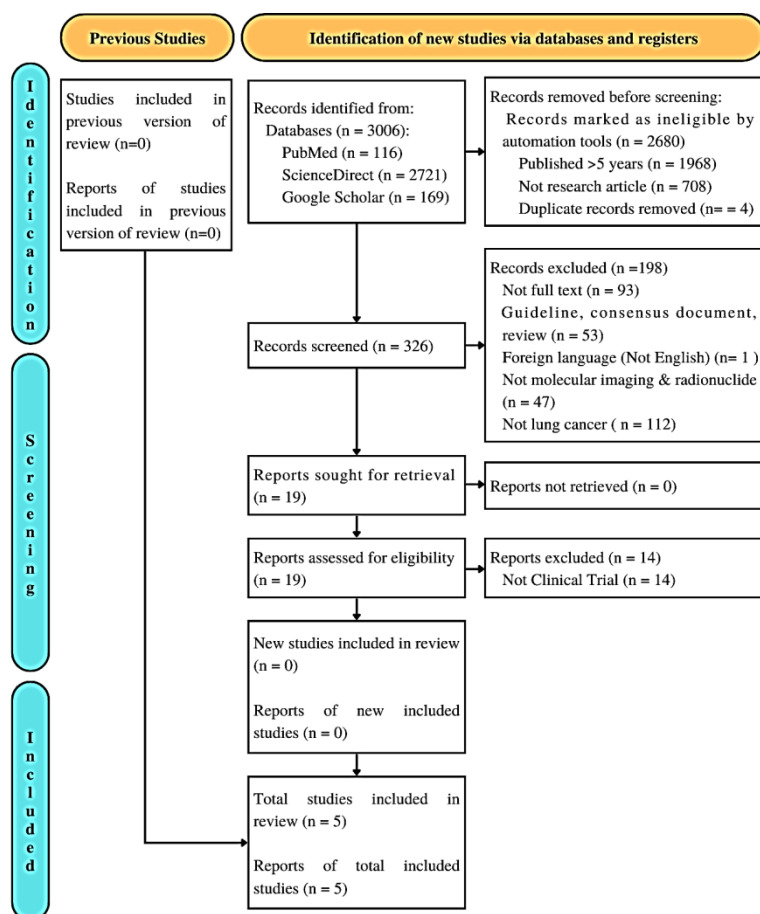 Previous Studies
Identification of new studies via databases and registers
Identification
Studies included in
previous version of
review (n=0)
Reports of studies
included in previous
version of review (n=0)
Records identified from:
Databases (n = 3006):
PubMed (n = 116)
ScienceDirect (n = 2721)
Google Scholar (n = 169)
Records removed before screening:
Records marked as ineligible by
automation tools (n = 2680)
Published >5 years (n = 1968)
Not research article (n = 708)
Duplicate records removed (n= = 4)
Records screened (n = 326)
Records excluded (n =198)
Not full text (n = 93)
Guideline, consensus document,
review (n = 53)
Foreign language (Not English) (n= 1 )
Not molecular imaging & radionuclide
(n = 47)
Not lung cancer ( n = 112)
Screening
Reports sought for retrieval
(n = 19)
Reports not retrieved (n = 0)
Reports assessed for eligibility
(n = 19)
Reports excluded (n = 14)
Not Clinical Trial (n = 14)
New studies included in review
(n = 0)
Reports of new included
studies (n = 0)
Included
Total studies included in
review (n = 5)
Reports of total included
studies (n = 5)